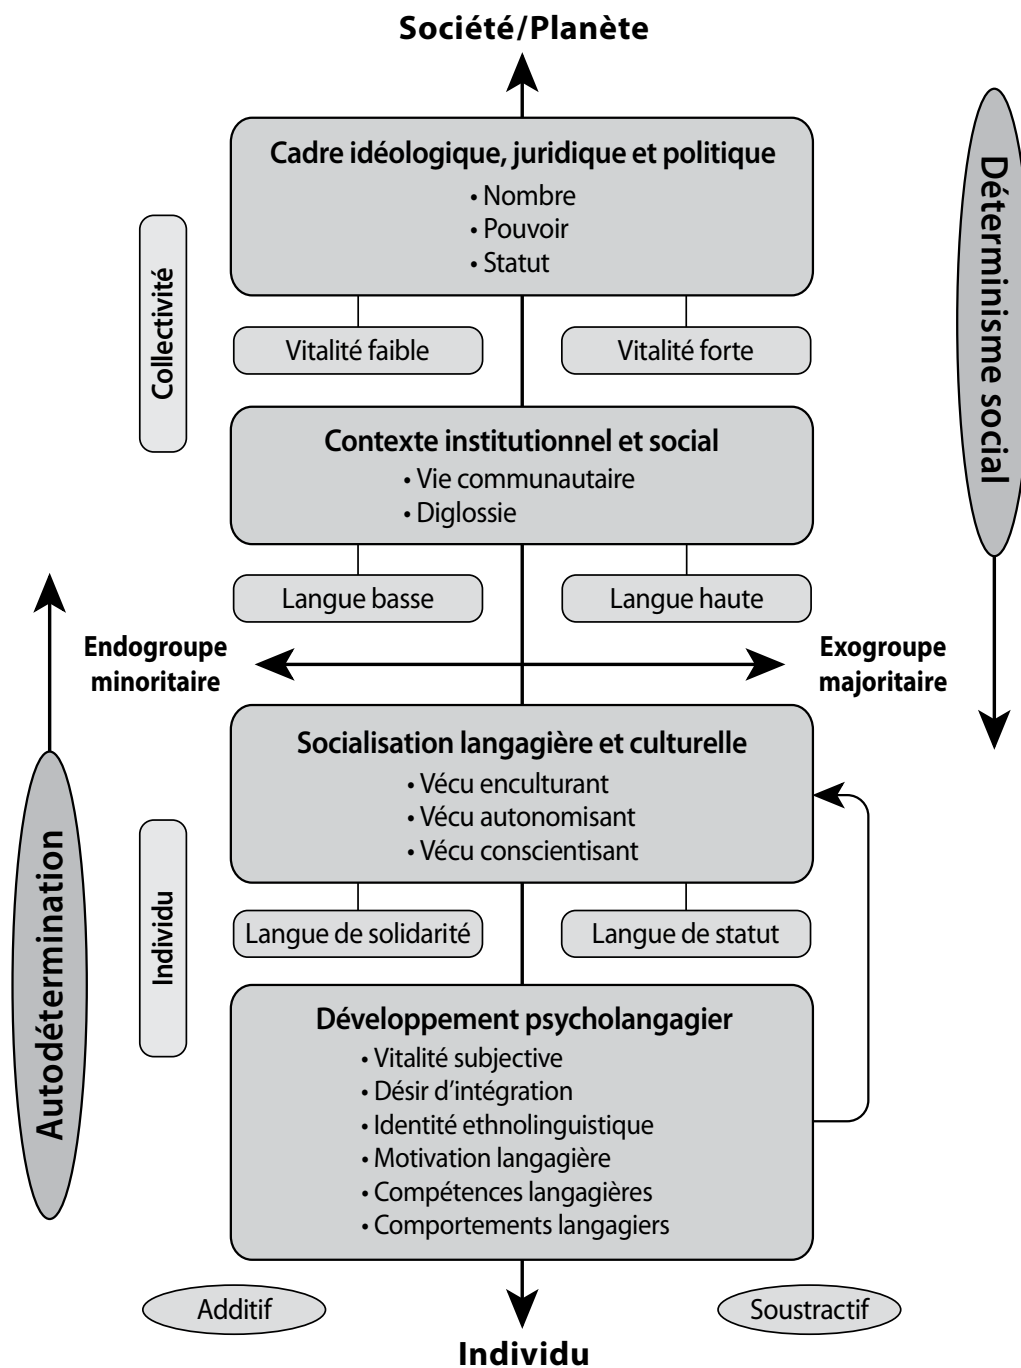 Société/Planète
Cadre idéologique, juridique et politique
• Nombre
• Pouvoir
• Statut
Déterminisme social
Collectivité
Vitalité faible
Vitalité forte
Contexte institutionnel et social
• Vie communautaire
• Diglossie
Langue basse
Langue haute
Endogroupe
minoritaire
Exogroupe
majoritaire
Socialisation langagière et culturelle
• Vécu enculturant
• Vécu autonomisant
• Vécu conscientisant
Autodétermination
Individu
Langue de solidarité
Langue de statut
Développement psycholangagier
• Vitalité subjective
• Désir d’intégration
• Identité ethnolinguistique
• Motivation langagière
• Compétences langagières
• Comportements langagiers
Additif
Soustractif
Individu